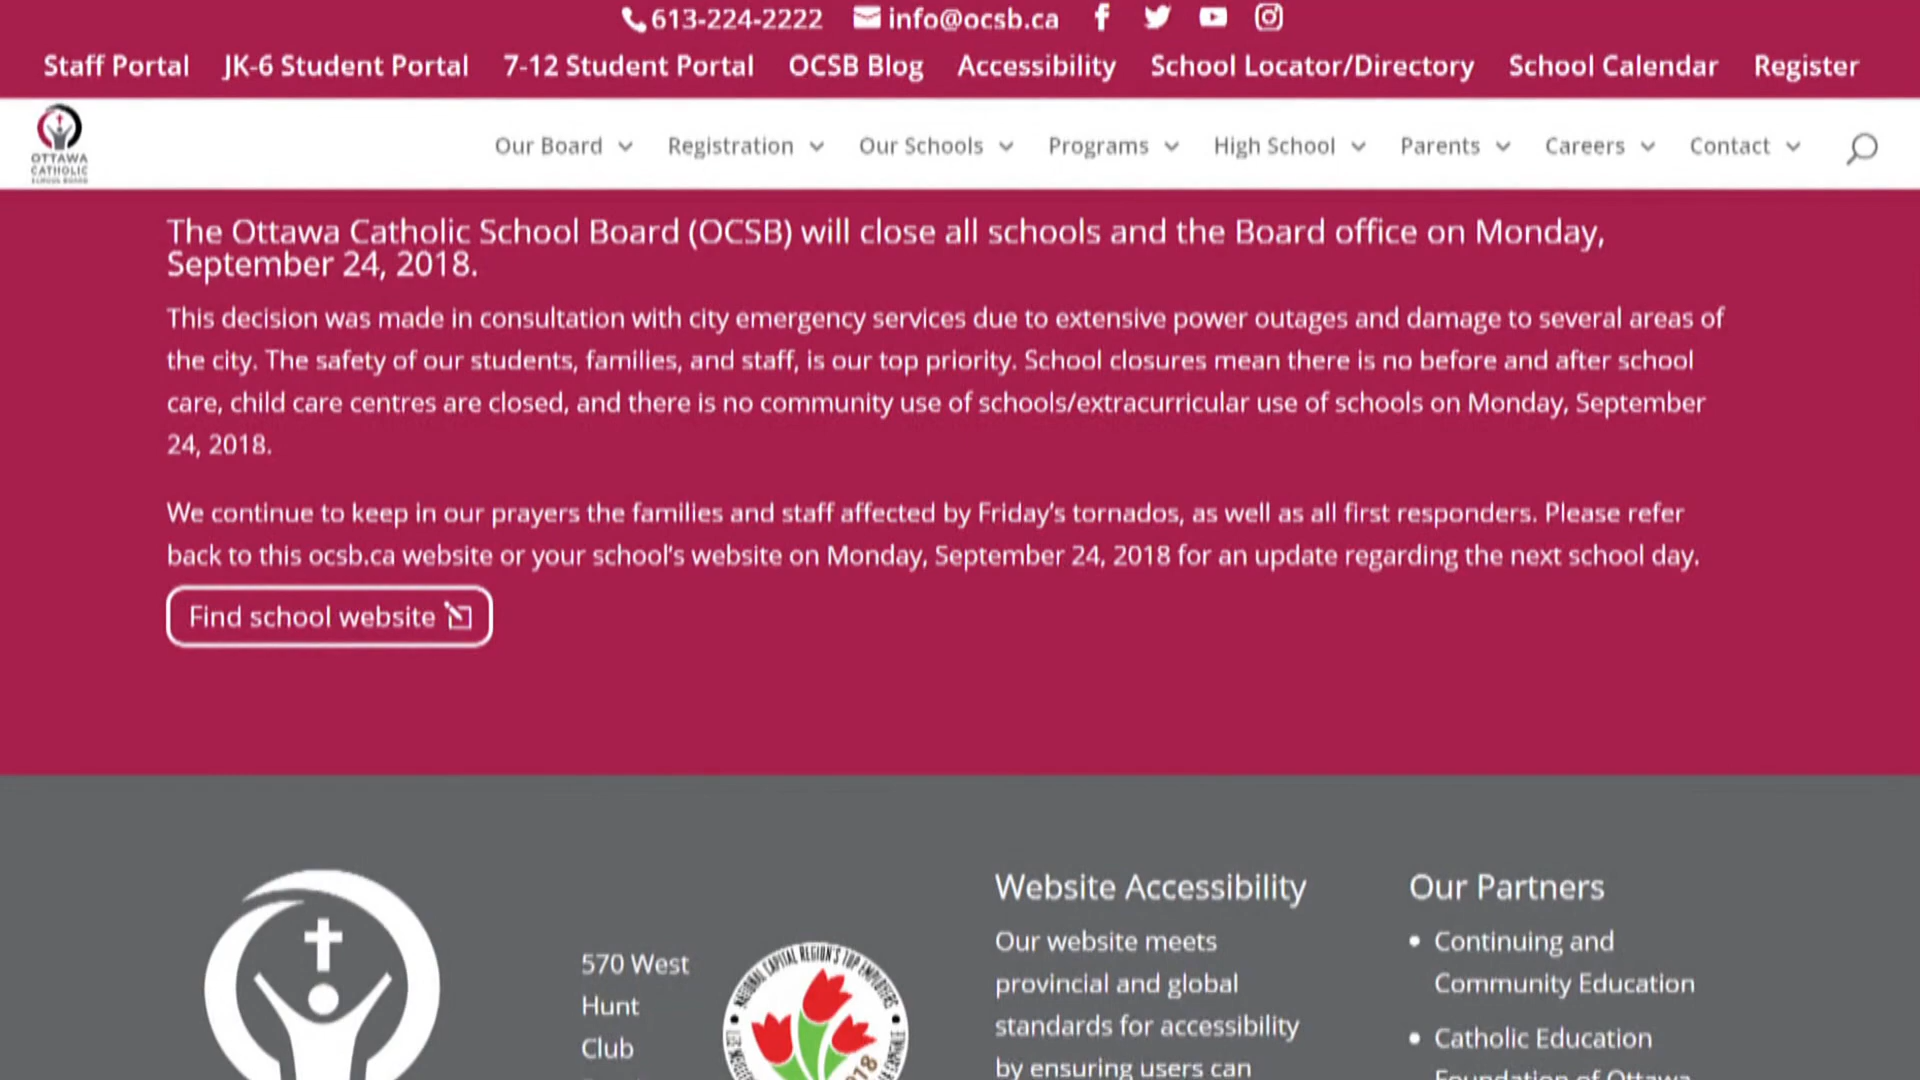 613-224-2222 info@ocsb.ca
Staff Portal JK-6 Student Portal 7-12 Student Portal OCSB Blog Accessibility School Locator/Directory School Calendar Register
OTTAWA
CATHOLIC
Our Board Registration Our Schools Programs High School Parents Careers Contact
The Ottawa Catholic School Board (OCSB) will close all schools and the Board office on Monday,
September 24, 2018.
This decision was made in consultation with city emergency services due to extensive power outages and damage to several areas of
the city. The safety of our students, families, and staff, is our top priority. School closures mean there is no before and after school
care, child care centres are closed, and there is no community use of schools/extracurricular use of schools on Monday, September
24, 2018.
We continue to keep in our prayers the families and staff affected by Friday's tornados, as well as all first responders. Please refer
back to this ocsb.ca website or your school's website on Monday, September 24, 2018 for an update regarding the next school day.
Find school website
570 West
Hunt
Club
NATIONAL CAPITAL REGION'S TOP EMPLOYERS
Website Accessibility
Our website meets
provincial and global
standards for accessibility
by ensuring users can
Our Partners
• Continuing and
Community Education
• Catholic Education
Foundation of Ottawa